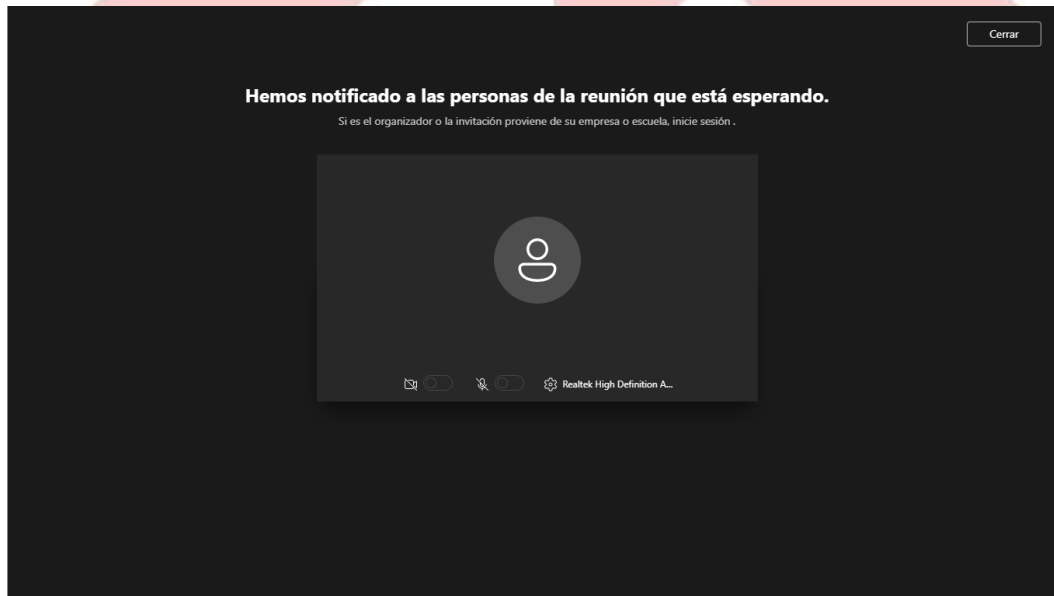 Cerrar
Hemos notificado a las personas de la reunión que está esperando.
Si es el organizador o la invitación proviene de su empresa o escuela, inicie sesión .
Realtek High Definition A...